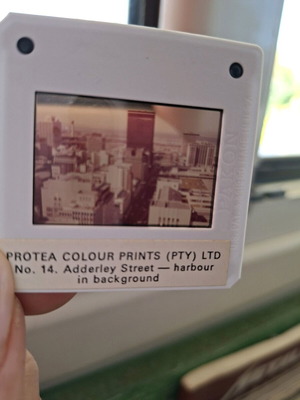 PROTEA COLOUR PRINTS (PTY) LTD
No. 14. Adderley Street — harbour
in background